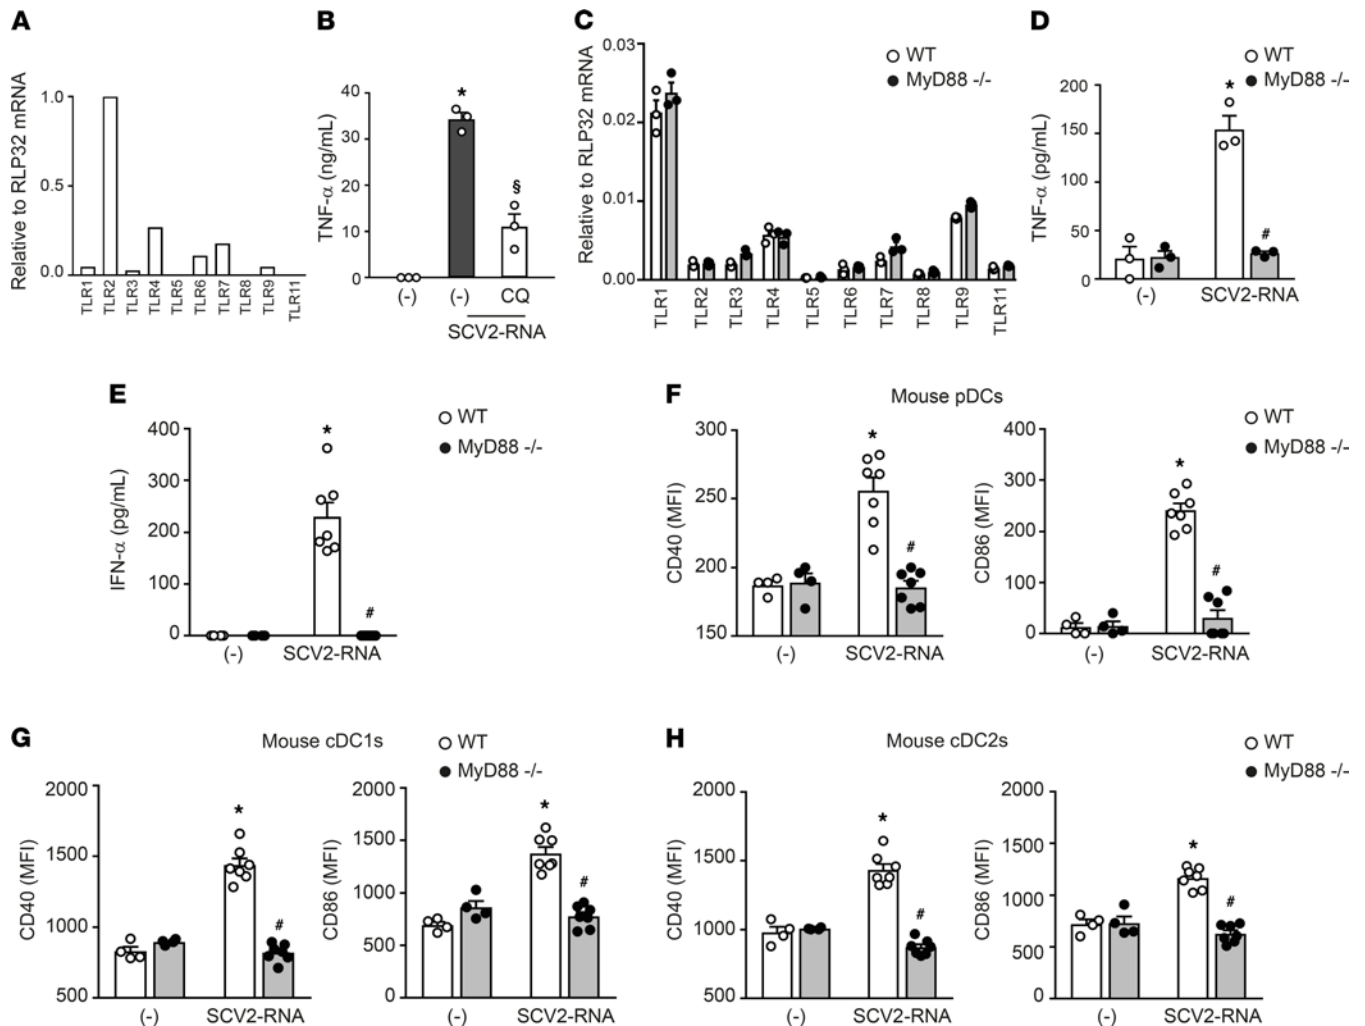 A
Relative to RLP32 mRNA
1.0
0.5
0.0
TLR1
TLR2
TLR3
TLR4
TLR5
TLR6
TLR7
TLR8
TLR9
TLR11
B
TNF-α (ng/mL)
40
30
20
10
0
*
§
(-)
(-)
CQ
SCV2-RNA
C
Relative to RLP32 mRNA
0.03
0.02
0.01
0.00
WT
MyD88 -/-
TLR1
TLR2
TLR3
TLR4
TLR5
TLR6
TLR7
TLR8
TLR9
TLR11
D
WT
MyD88 -/-
TNF-α (pg/mL)
200
150
100
50
0
*
#
(-)
SCV2-RNA
E
WT
MyD88 -/-
IFN-α (pg/mL)
400
300
200
100
0
*
#
(-)
SCV2-RNA
F
Mouse pDCs
WT
MyD88 -/-
CD40 (MFI)
300
250
200
150
*
#
(-)
SCV2-RNA
CD86 (MFI)
400
300
200
100
0
*
#
(-)
SCV2-RNA
G
Mouse cDC1s
WT
MyD88 -/-
CD40 (MFI)
2000
1500
1000
500
*
#
(-)
SCV2-RNA
CD86 (MFI)
2000
1500
1000
500
0
*
#
(-)
SCV2-RNA
H
Mouse cDC2s
WT
MyD88 -/-
CD40 (MFI)
2000
1500
1000
500
*
#
(-)
SCV2-RNA
CD86 (MFI)
2000
1500
1000
500
0
*
#
(-)
SCV2-RNA